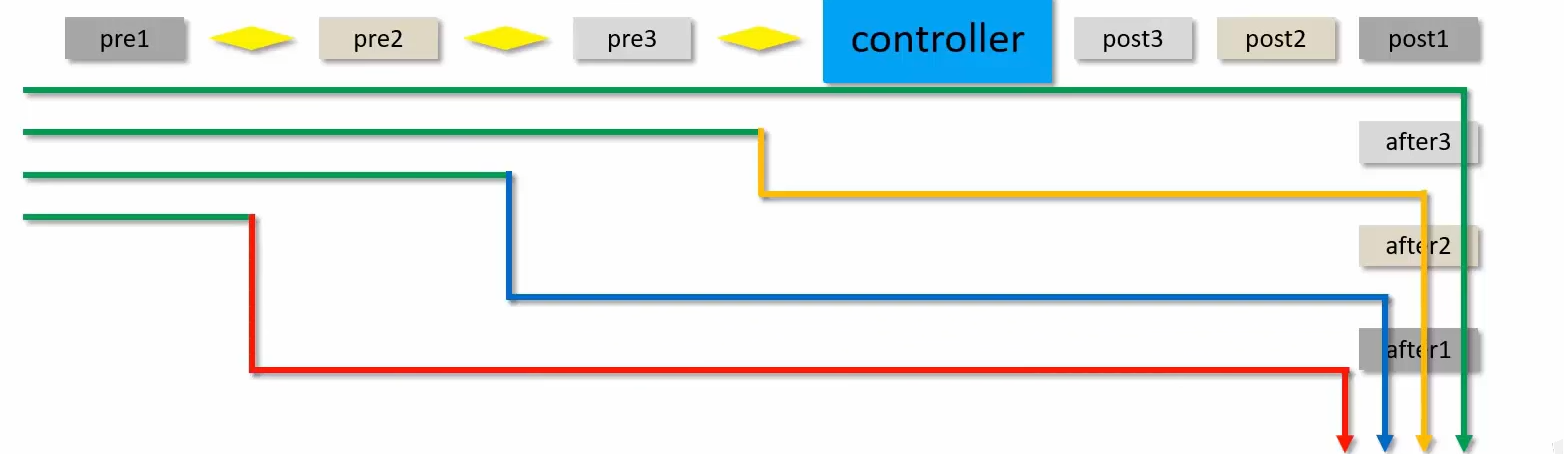 pre1
pre2
pre3
controller
post3
post2
post1
after3
after2
after1